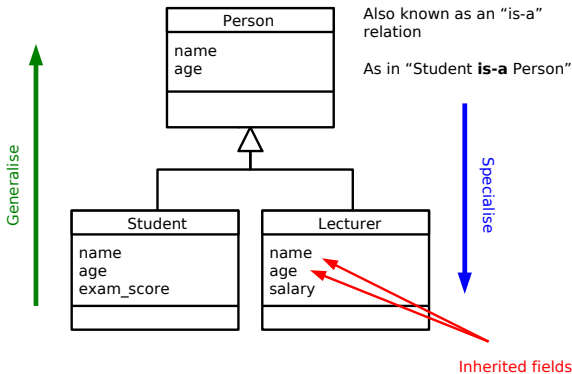 Person
name
age
Also known as an “is-a”
relation
As in “Student is-a Person”
Generalise
Specialise
Student
name
age
exam_score
Lecturer
name
age
salary
Inherited fields